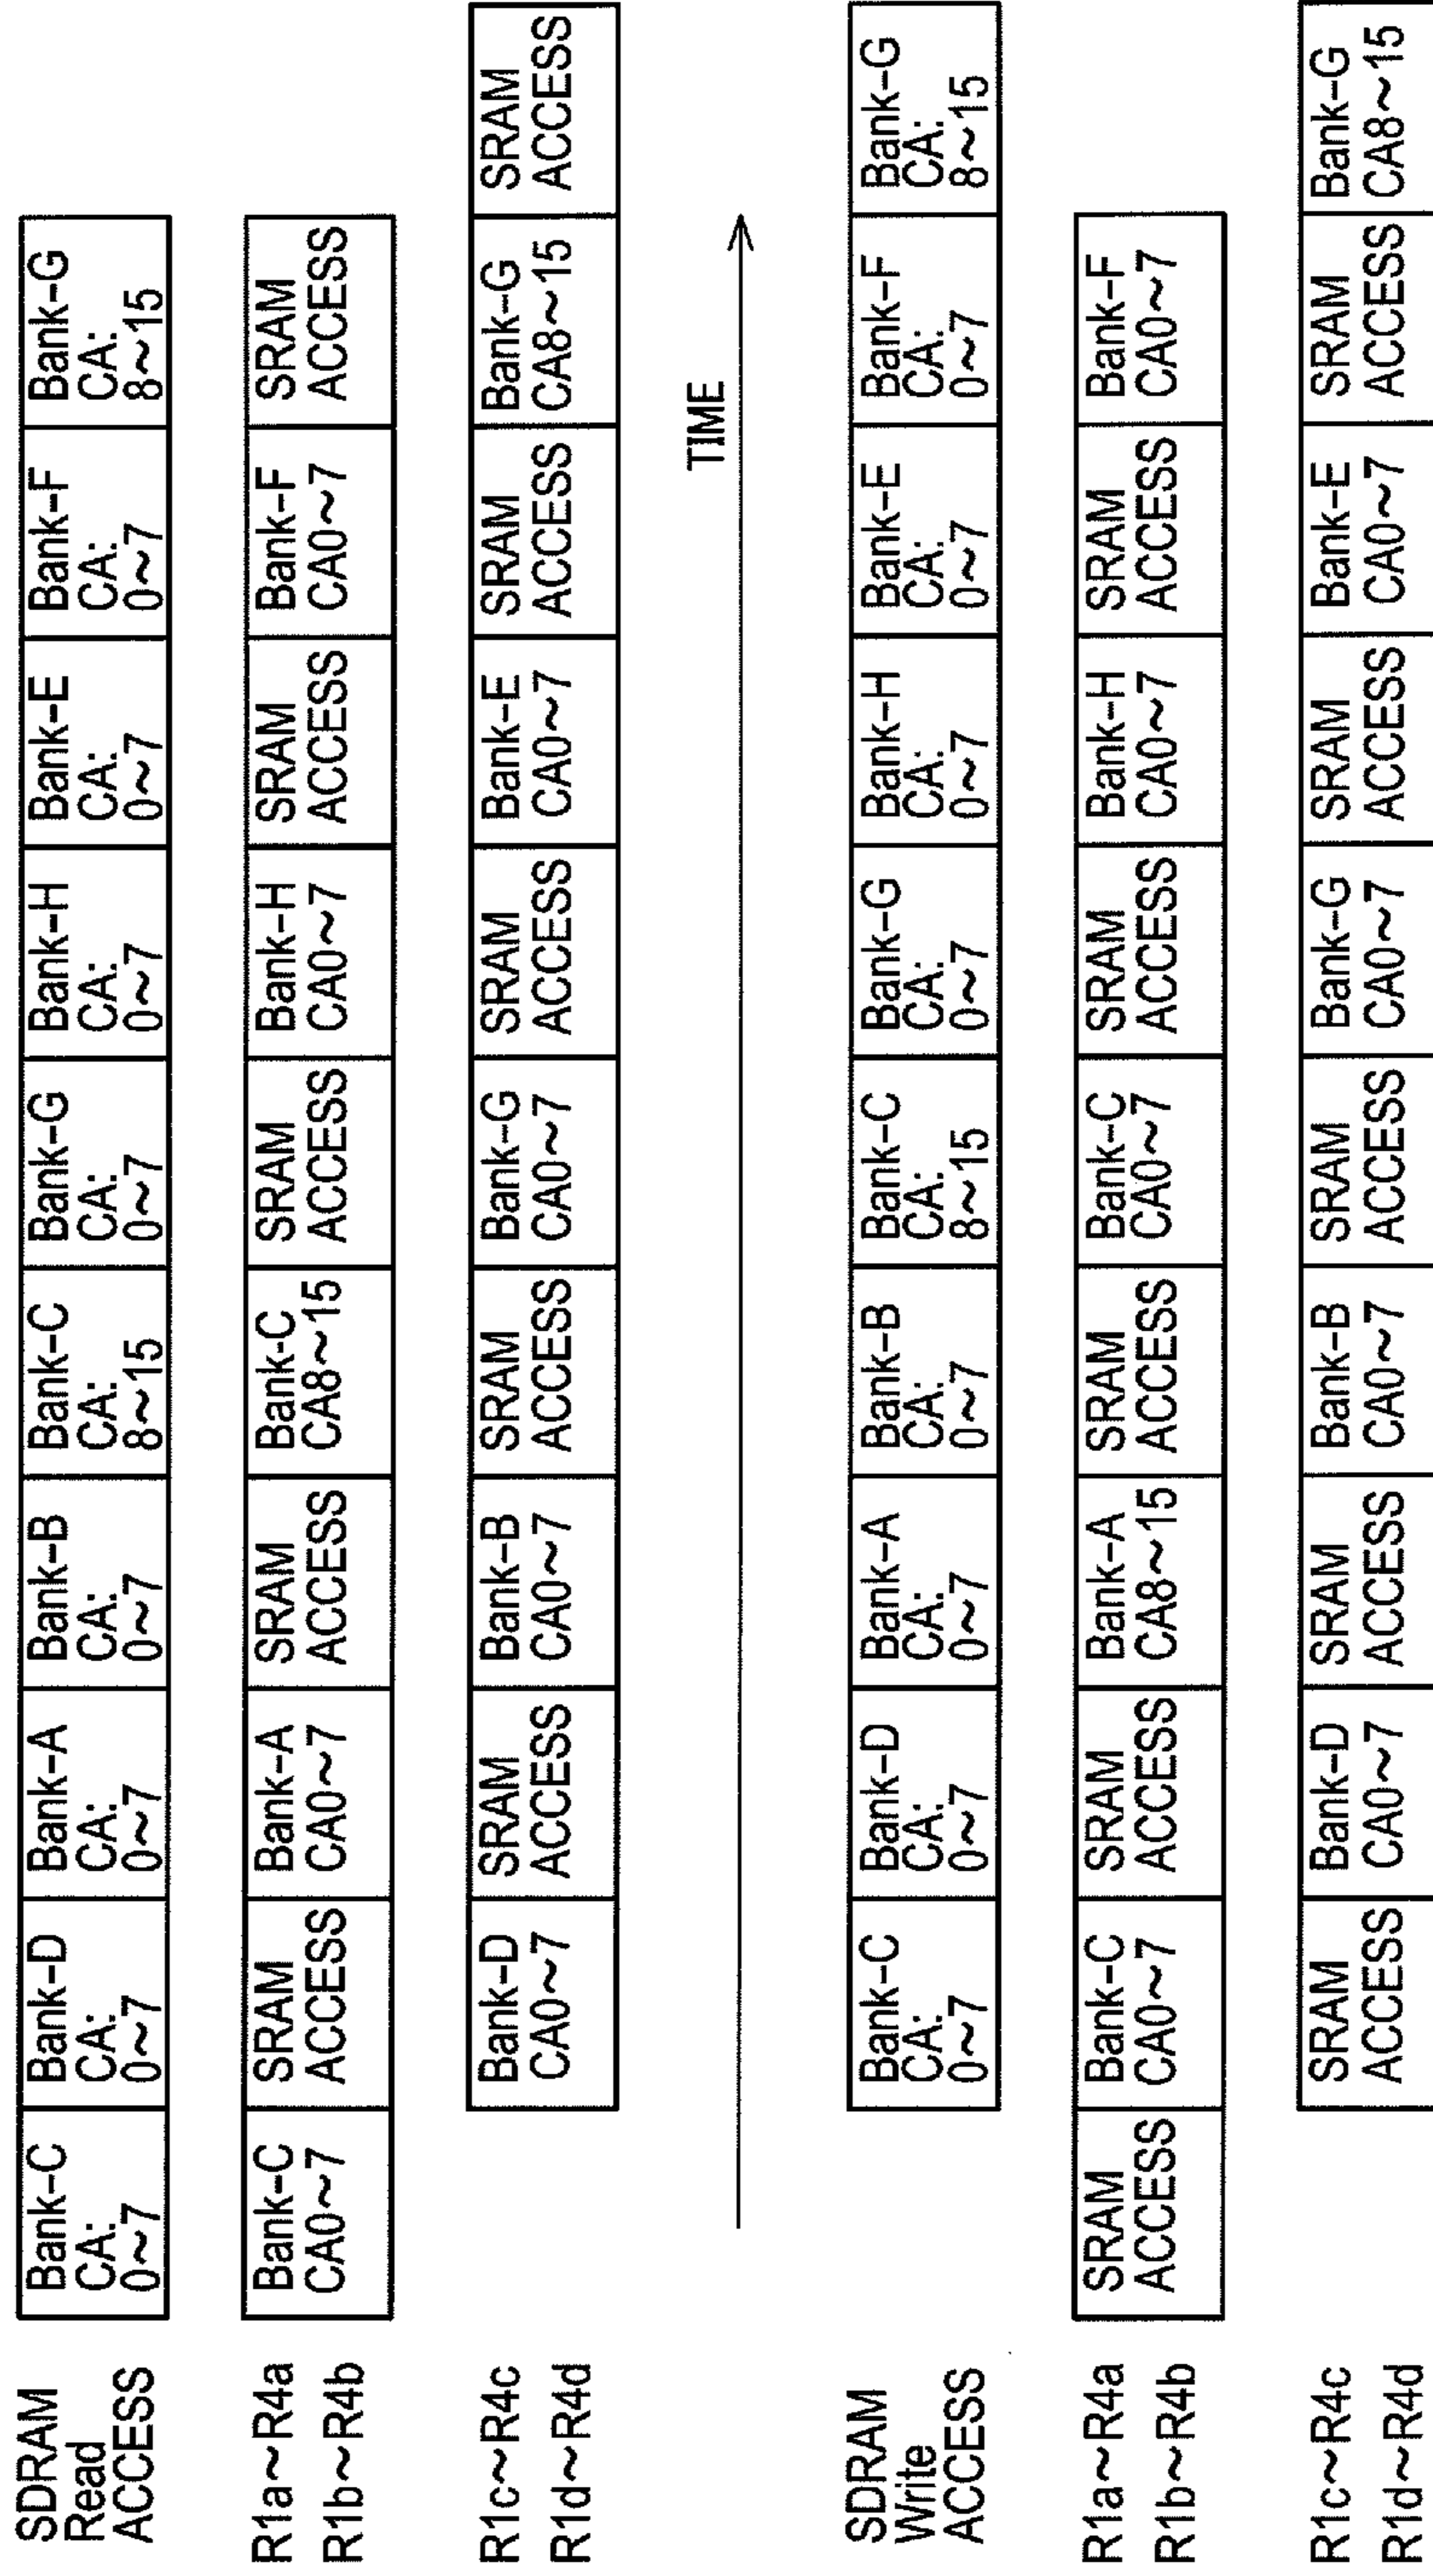 SDRAM
Read
ACCESS
Bank-C
CA:
0~7
Bank-D
CA:
0~7
Bank-A
CA:
0~7
Bank-B
CA:
0~7
Bank-C
CA:
8~15
Bank-G
CA:
0~7
Bank-H
CA:
0~7
Bank-E
CA:
0~7
Bank-F
CA:
0~7
Bank-G
CA:
8~15
R1a~R4a
R1b~R4b
Bank-C
CA0~7
SRAM
ACCESS
Bank-A
CA0~7
SRAM
ACCESS
Bank-C
CA8~15
SRAM
ACCESS
Bank-H
CA0~7
SRAM
ACCESS
Bank-F
CA0~7
SRAM
ACCESS
R1c~R4c
R1d~R4d
Bank-D
CA0~7
SRAM
ACCESS
Bank-B
CA0~7
SRAM
ACCESS
Bank-G
CA0~7
SRAM
ACCESS
Bank-E
CA0~7
SRAM
ACCESS
Bank-G
CA8~15
SRAM
ACCESS
TIME
SDRAM
Write
ACCESS
Bank-C
CA:
0~7
Bank-D
CA:
0~7
Bank-A
CA:
0~7
Bank-B
CA:
0~7
Bank-C
CA:
8~15
Bank-G
CA:
0~7
Bank-H
CA:
0~7
Bank-E
CA:
0~7
Bank-F
CA:
0~7
Bank-G
CA:
8~15
R1a~R4a
R1b~R4b
SRAM
ACCESS
Bank-C
CA0~7
SRAM
ACCESS
Bank-A
CA8~15
SRAM
ACCESS
Bank-C
CA0~7
SRAM
ACCESS
Bank-H
CA0~7
SRAM
ACCESS
Bank-F
CA0~7
R1c~R4c
R1d~R4d
SRAM
ACCESS
Bank-D
CA0~7
SRAM
ACCESS
Bank-B
CA0~7
SRAM
ACCESS
Bank-G
CA0~7
SRAM
ACCESS
Bank-E
CA0~7
SRAM
ACCESS
Bank-G
CA8~15